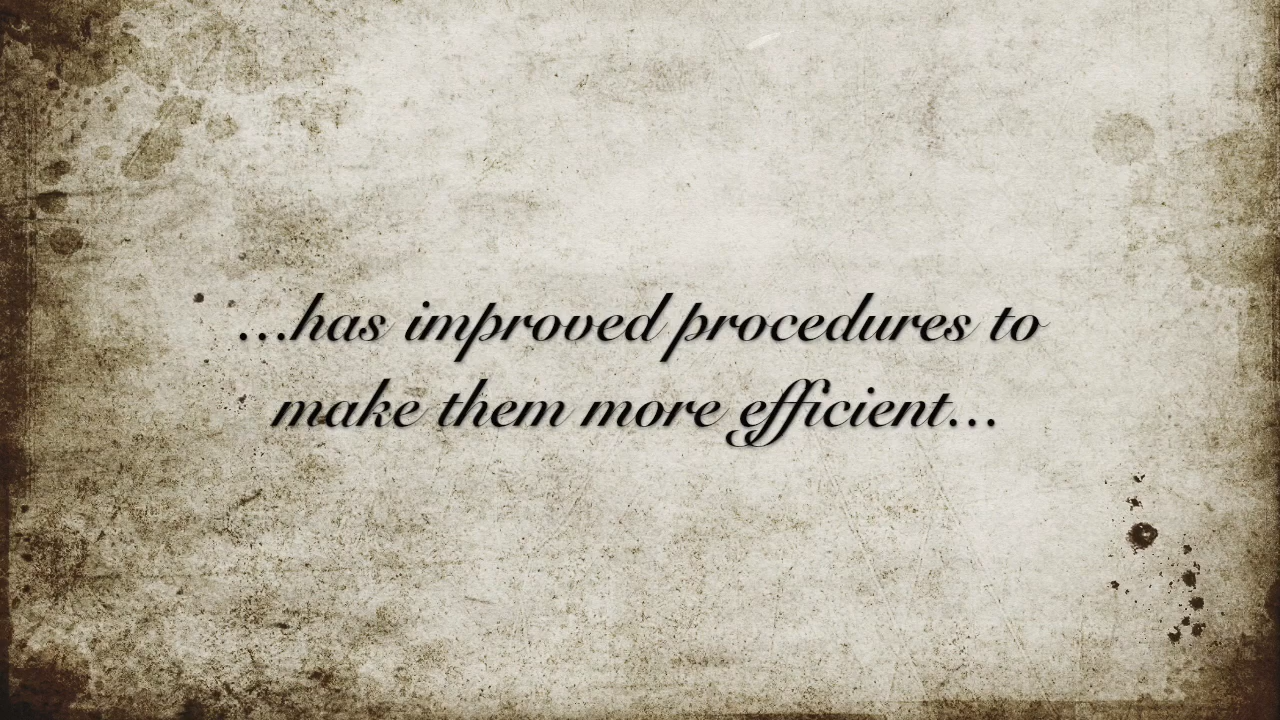 ...has improved procedures to
make them more efficient...